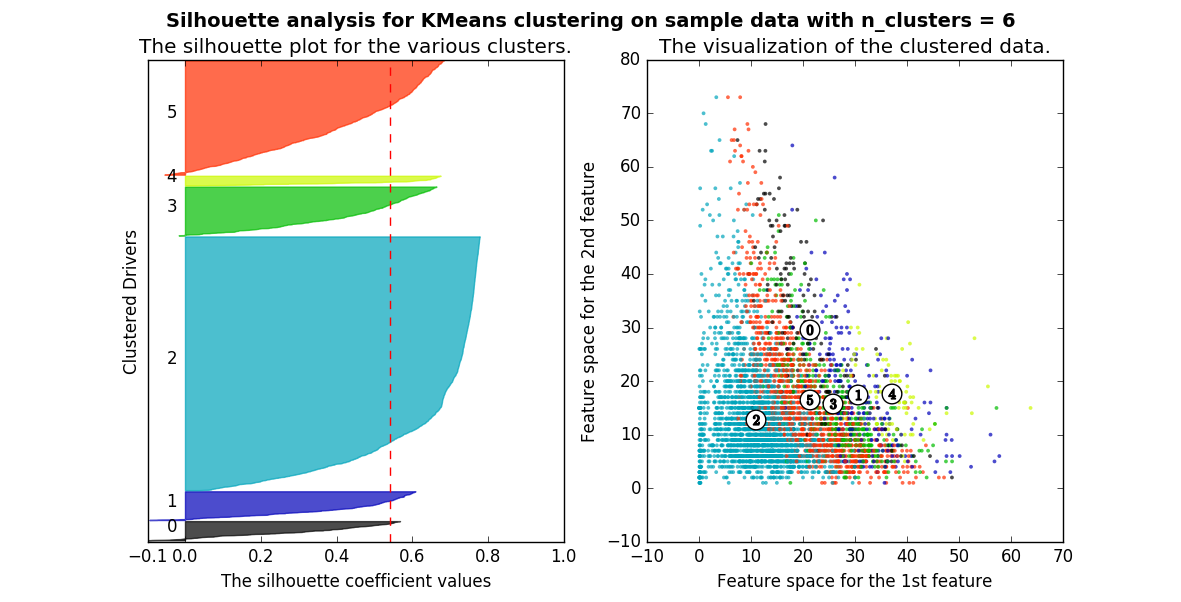 Silhouette analysis for KMeans clustering on sample data with n_clusters = 6
The silhouette plot for the various clusters.
5
4
3
2
1
0
Clustered Drivers
−0.1 0.0 0.2 0.4 0.6 0.8 1.0
The silhouette coefficient values
The visualization of the clustered data.
80
70
60
50
40
30
20
10
0
−10
Feature space for the 2nd feature
0
5
3
1
4
2
−10 0 10 20 30 40 50 60 70
Feature space for the 1st feature